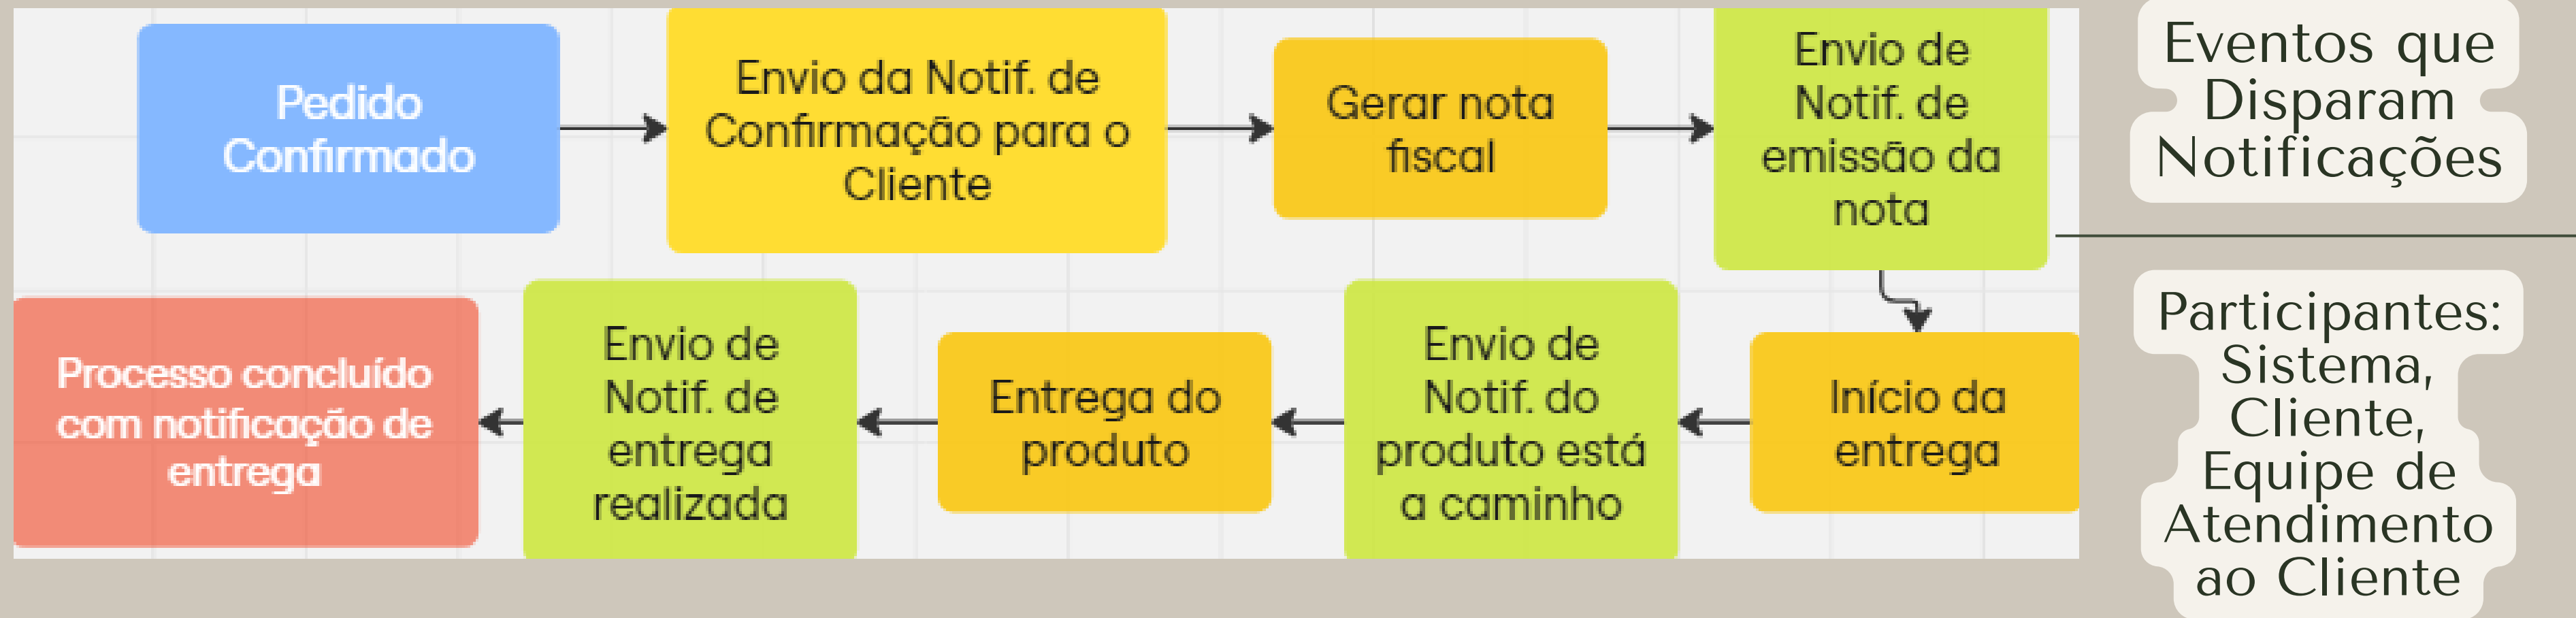 Pedido
Confirmado
Envio da Notif. de
Confirmação para o
Cliente
Gerar nota
fiscal
Envio de
Notif. de
emissão da
nota
Eventos que
Disparam
Notificações
Início da
entrega
Envio de
Notif. do
produto está
a caminho
Entrega do
produto
Envio de
Notif. de
entrega
realizada
Processo concluído
com notificação de
entrega
Participantes:
Sistema,
Cliente,
Equipe de
Atendimento
ao Cliente